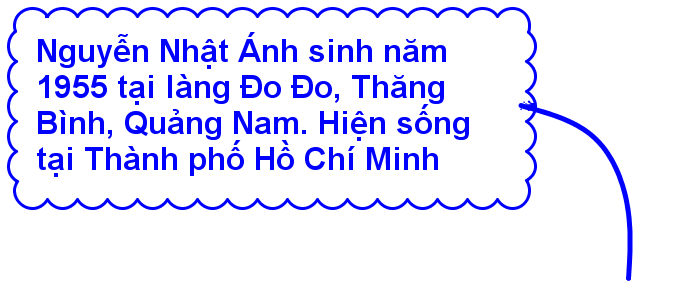 Nguyễn Nhật Ánh sinh năm
1955 tại làng Đo Đo, Thăng
Bình, Quảng Nam. Hiện sống
tại Thành phố Hồ Chí Minh